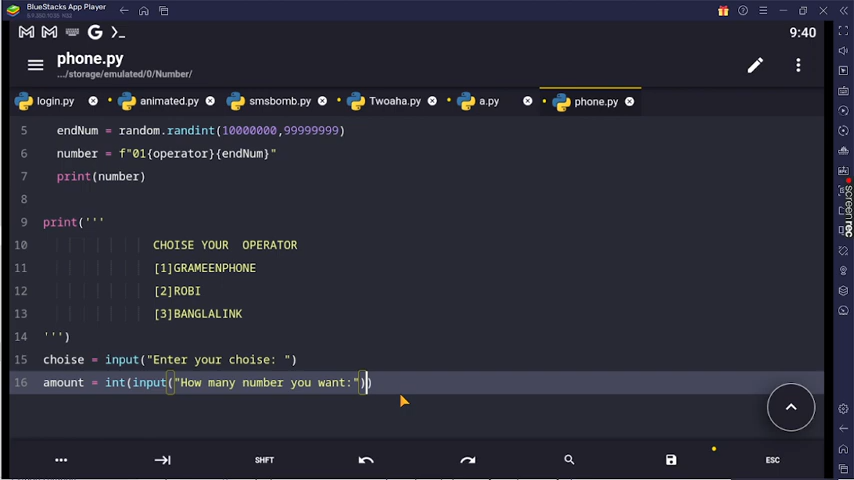 BlueStacks App Player
9:40
phone.py
.../storage/emulated/0/Number/
login.py
animated.py
smsbomb.py
Twoaha.py
a.py
phone.py
5 endNum = random.randint(10000000,99999999)
6 number = f"01{operator}{endNum}"
7 print(number)
8
9 print('''
10 CHOISE YOUR OPERATOR
11 [1]GRAMEENPHONE
12 [2]ROBI
13 [3]BANGLALINK
14 ''')
15 choise = input("Enter your choise: ")
16 amount = int(input("How many number you want:"))
SHFT
ESC
screenrec